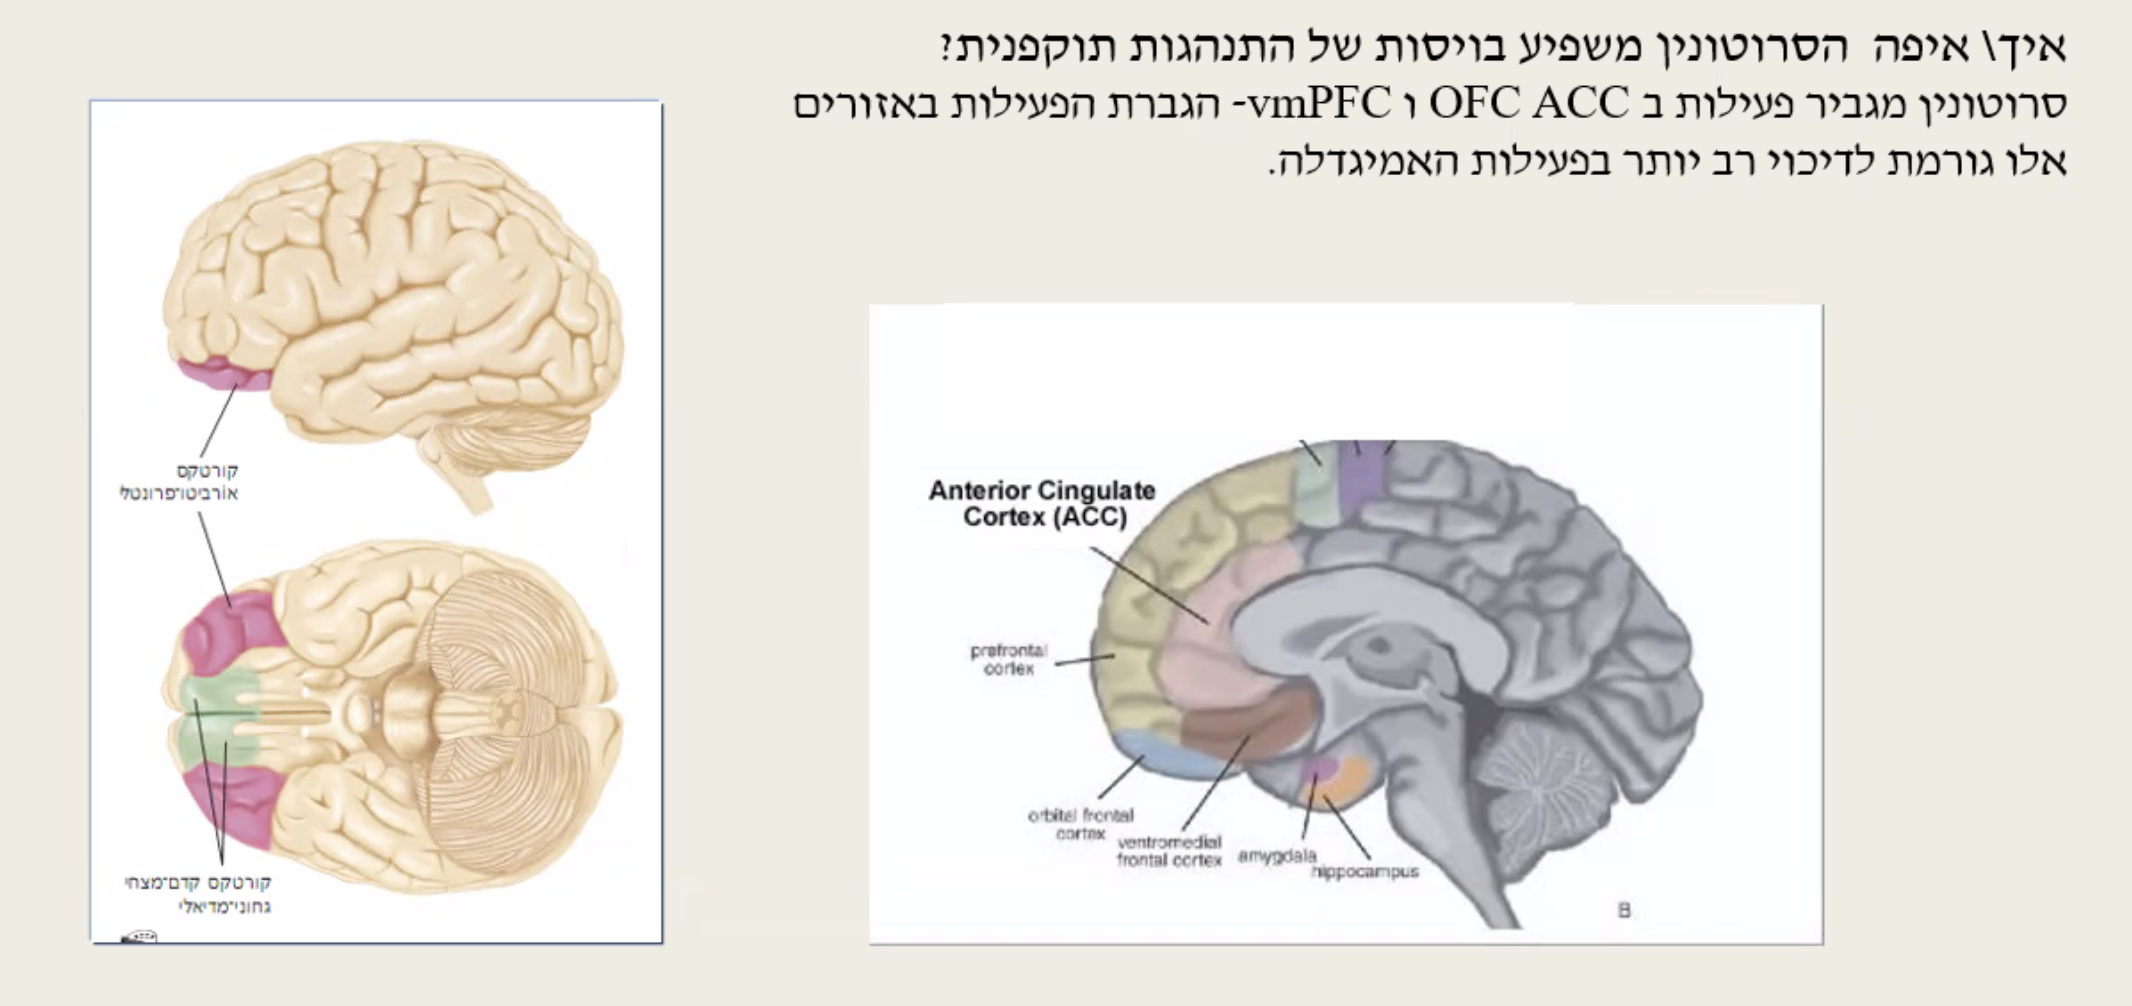 איך\ איפה  הסרוטונין משפיע בויסות של התנהגות תוקפנית?
סרוטונין מגביר פעילות ב OFC ACC ו vmPFC- הגברת הפעילות באזורים
אלו גורמת לדיכוי רב יותר בפעילות האמיגדלה.
קורטקס
אורביטו־פרונטלי
קורטקס קדם־מצחי
גחוני־מדיאלי
Anterior Cingulate
Cortex (ACC)
prefrontal
cortex
orbital frontal
cortex
ventromedial
frontal cortex
amygdala
hippocampus
B